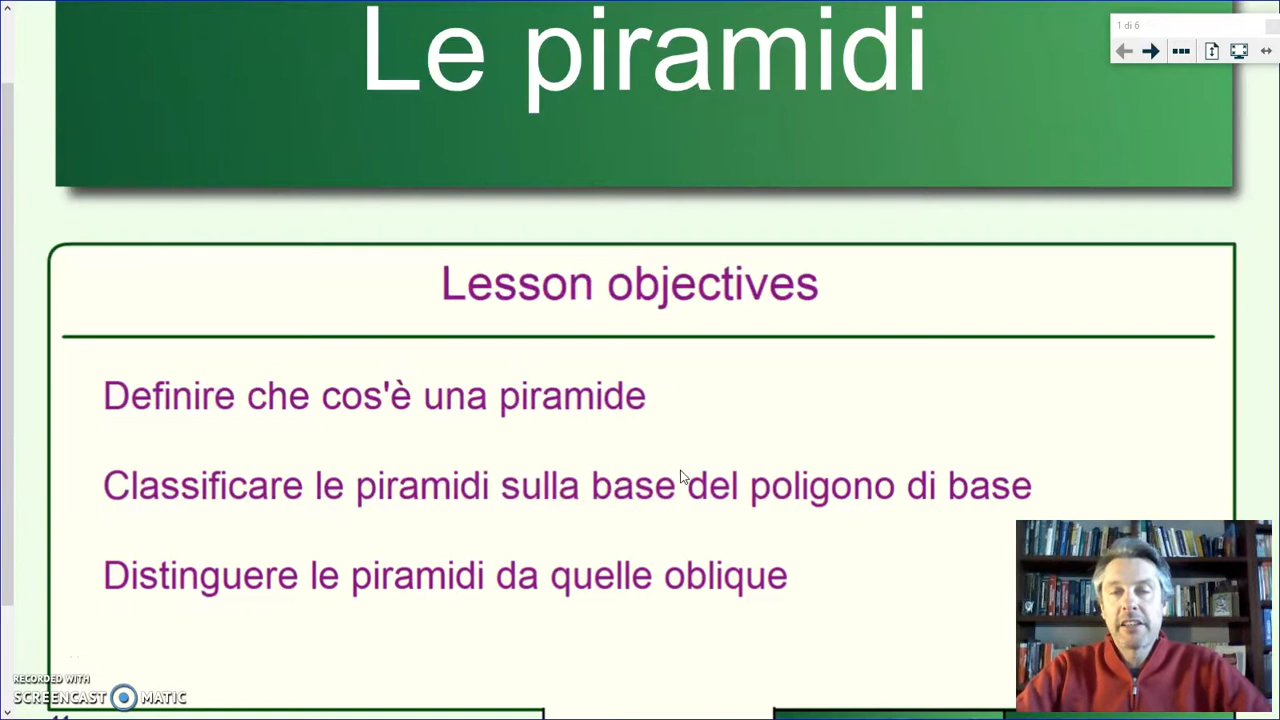 Le piramidi
1 di 6
Lesson objectives
Definire che cos'è una piramide
Classificare le piramidi sulla base del poligono di base
Distinguere le piramidi da quelle oblique
RECORDED WITH
SCREENCAST MATIC